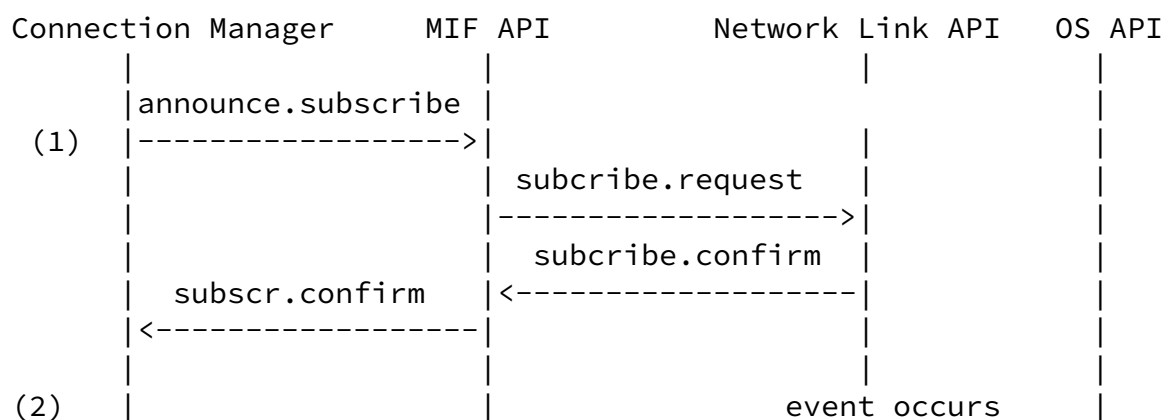 Connection Manager MIF API Network Link API OS API
announce.subscribe
(1)
subcribe.request
subcribe.confirm
subscr.confirm
(2) event occurs